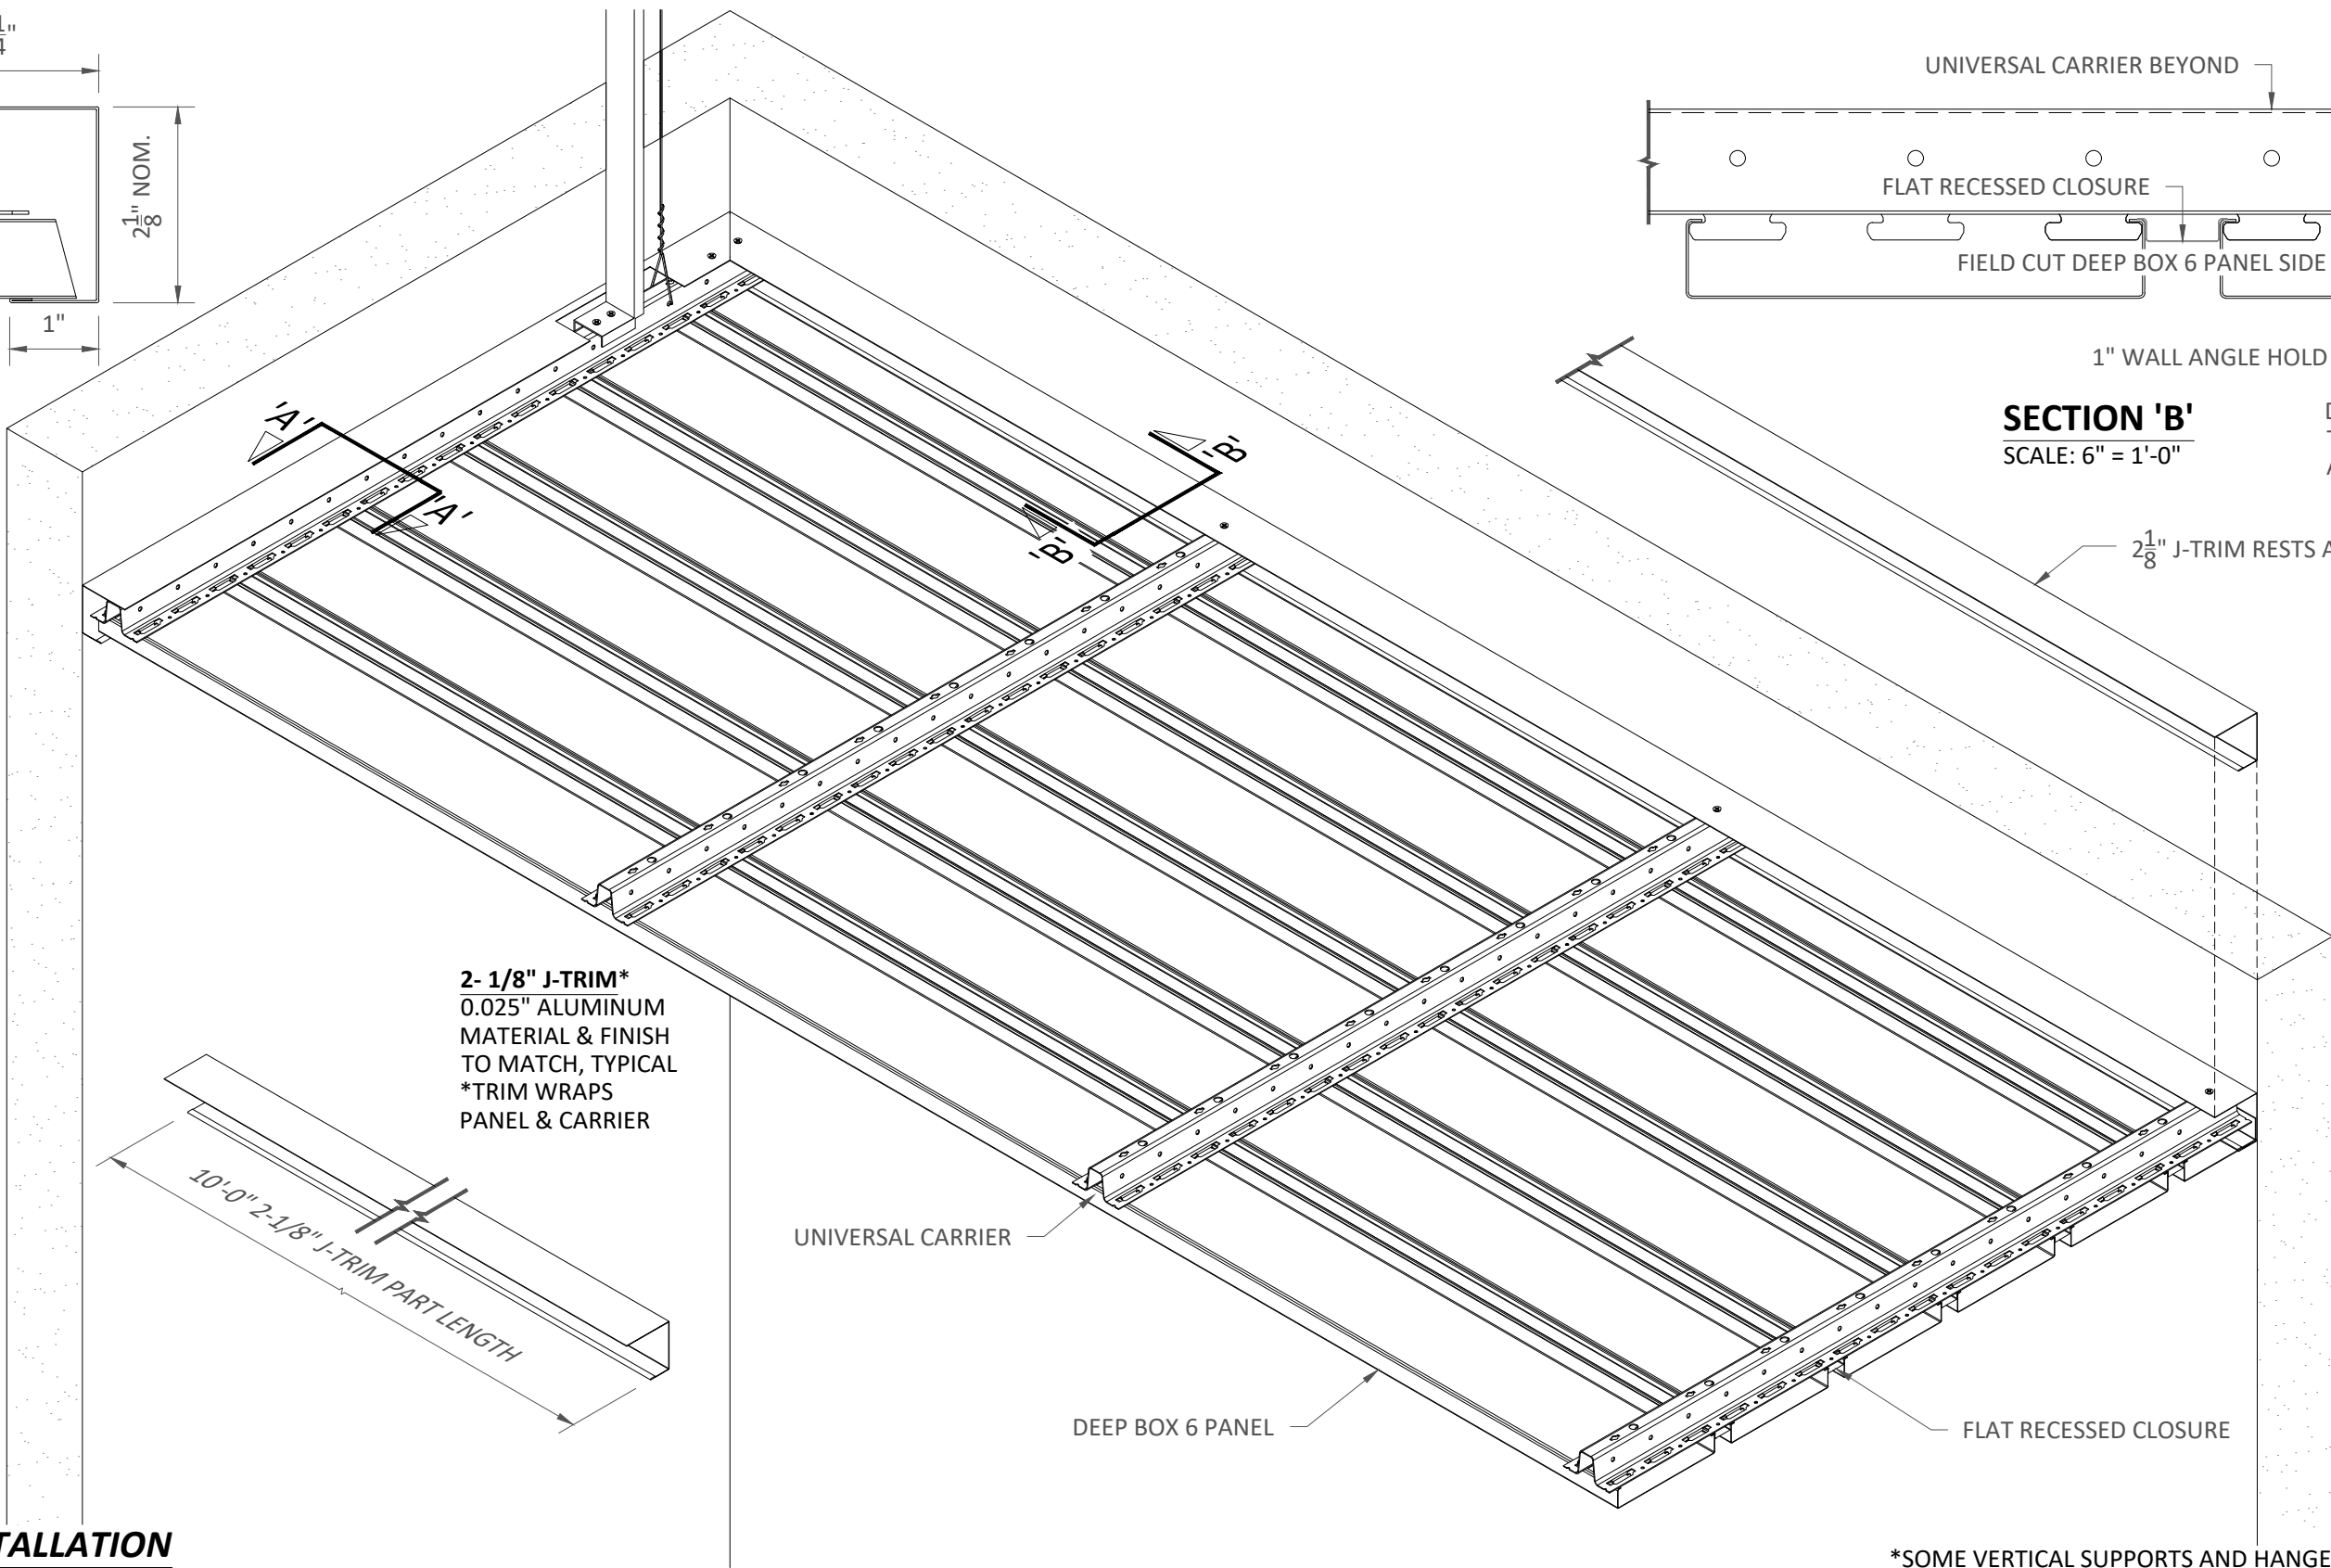 1/4"
2 1/8" NOM.
1"
UNIVERSAL CARRIER BEYOND
FLAT RECESSED CLOSURE
FIELD CUT DEEP BOX 6 PANEL SIDE
1" WALL ANGLE HOLD
SECTION 'B'
SCALE: 6" = 1'-0"
2 1/8" J-TRIM RESTS A
'A'
'A'
'B'
'B'
2- 1/8" J-TRIM*
0.025" ALUMINUM
MATERIAL & FINISH
TO MATCH, TYPICAL
*TRIM WRAPS
PANEL & CARRIER
10'-0" 2-1/8" J-TRIM PART LENGTH
UNIVERSAL CARRIER
DEEP BOX 6 PANEL
FLAT RECESSED CLOSURE
TALLATION
*SOME VERTICAL SUPPORTS AND HANGE